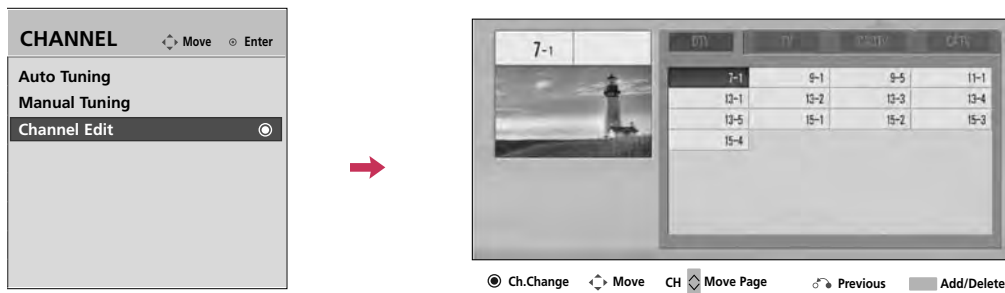 CHANNEL Move Enter
Auto Tuning
Manual Tuning
Channel Edit
7-1
DTV TV CADTV CATV
7-1 9-1 9-5 11-1
13-1 13-2 13-3 13-4
13-5 15-1 15-2 15-3
15-4
Ch.Change Move CH Move Page Previous Add/Delete